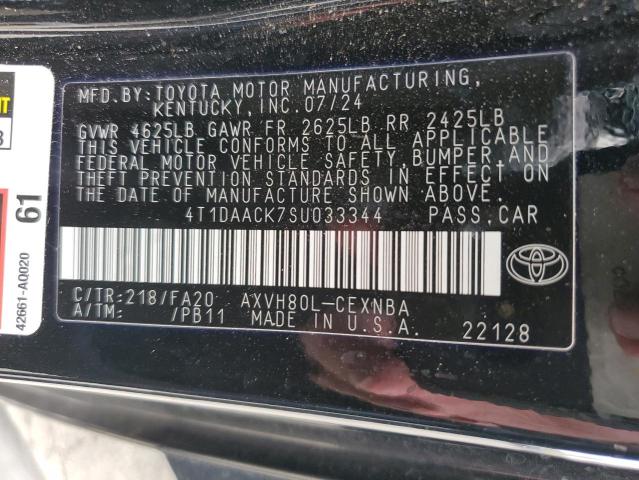 MFD. BY: TOYOTA MOTOR MANUFACTURING,
KENTUCKY, INC. 07/24
GVWR 4625LB GAWR FR 2625LB RR 2425LB
THIS VEHICLE CONFORMS TO ALL APPLICABLE
FEDERAL MOTOR VEHICLE SAFETY, BUMPER, AND
THEFT PREVENTION STANDARDS IN EFFECT ON
THE DATE OF MANUFACTURE SHOWN ABOVE.
4T1DAACK7SU033344 PASS.CAR
C/TR:218/FA20 AXVH80L-CEXNBA
A/TM: /PB11 MADE IN U.S.A. 22128
61
42661-A0020